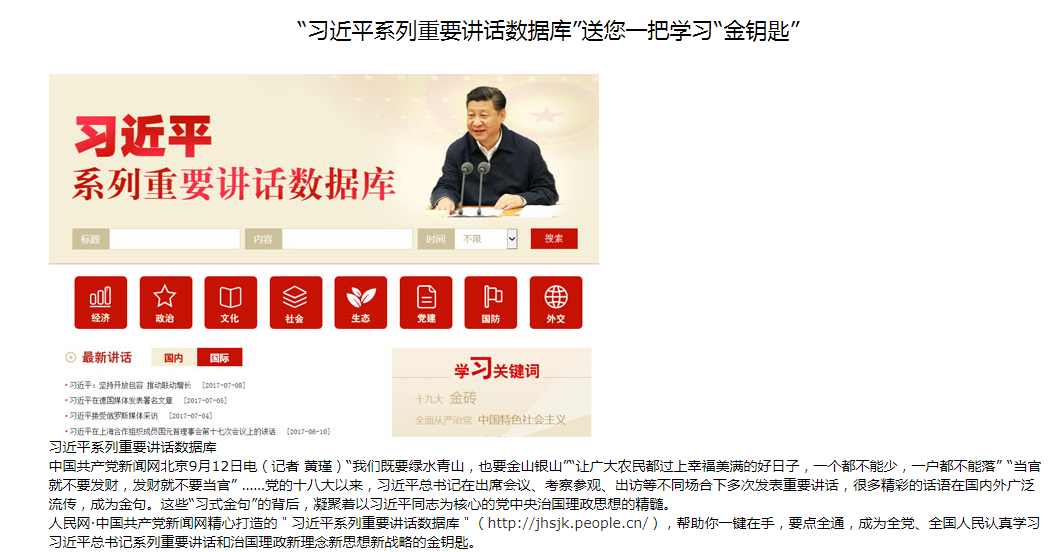 “习近平系列重要讲话数据库”送您一把学习“金钥匙”
习近平
系列重要讲话数据库
标题 内容 时间 不限 搜索
经济 政治 文化 社会 生态 党建 国防 外交
最新讲话 国内 国际
习近平：坚持开放包容 推动联动增长 [2017-07-08]
习近平在德国媒体发表署名文章 [2017-07-05]
习近平接受俄罗斯媒体采访 [2017-07-04]
习近平在上海合作组织成员国元首理事会第十七次会议上的讲话 [2017-06-10]
学习关键词
十九大 金砖
全面从严治党 中国特色社会主义
习近平系列重要讲话数据库
中国共产党新闻网北京9月12日电（记者 黄瑾）“我们既要绿水青山，也要金山银山”“让广大农民都过上幸福美满的好日子，一个都不能少，一户都不能落” “当官
就不要发财，发财就不要当官” ……党的十八大以来，习近平总书记在出席会议、考察参观、出访等不同场合下多次发表重要讲话，很多精彩的话语在国内外广泛
流传，成为金句。这些“习式金句”的背后，凝聚着以习近平同志为核心的党中央治国理政思想的精髓。
人民网·中国共产党新闻网精心打造的＂习近平系列重要讲话数据库＂（http://jhsjk.people.cn/），帮助你一键在手，要点全通，成为全党、全国人民认真学习
习近平总书记系列重要讲话和治国理政新理念新思想新战略的金钥匙。